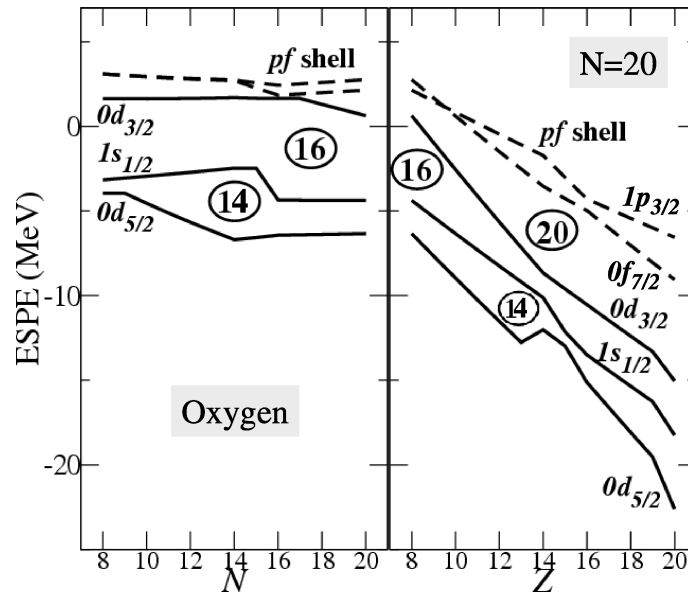 ESPE (MeV)
0
-10
-20
pf shell
0d3/2
16
1s1/2
14
0d5/2
Oxygen
8 10 12 14 16 18 20
N
N=20
pf shell
16
1p3/2
20
0f7/2
14
0d3/2
1s1/2
0d5/2
8 10 12 14 16 18 20
Z